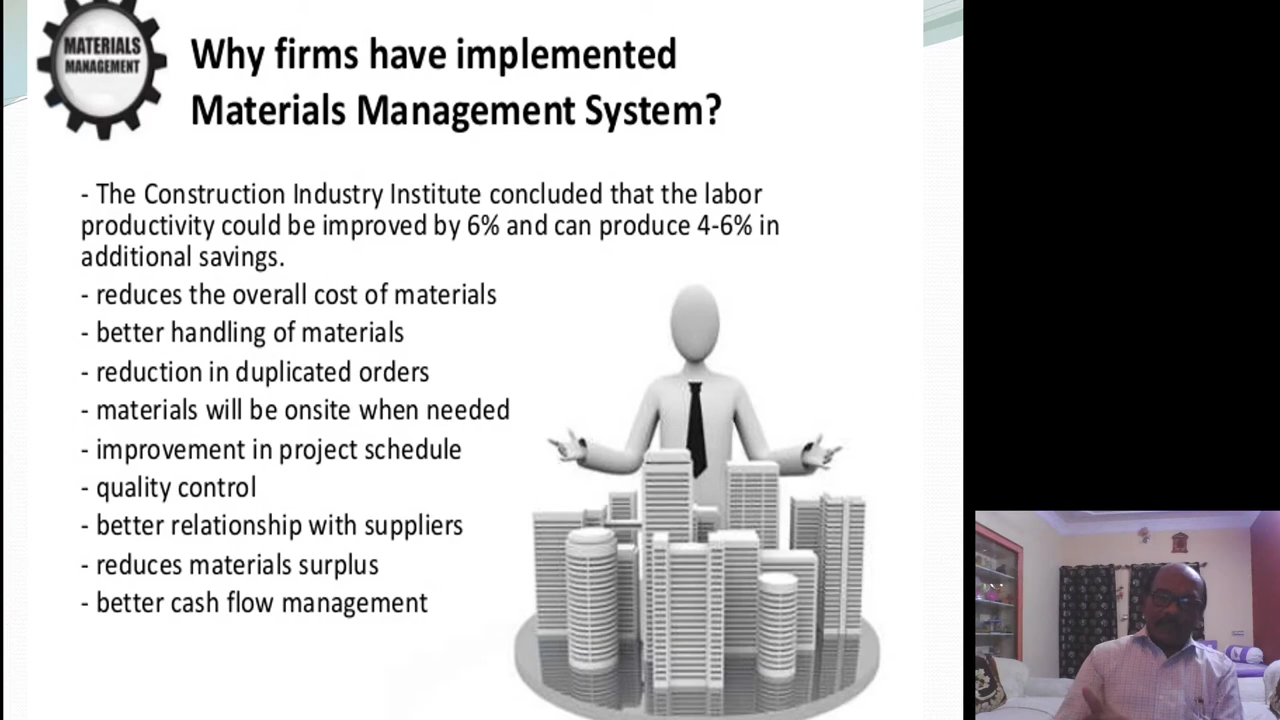 MATERIALS
MANAGEMENT
Why firms have implemented
Materials Management System?
- The Construction Industry Institute concluded that the labor
productivity could be improved by 6% and can produce 4-6% in
additional savings.
- reduces the overall cost of materials
- better handling of materials
- reduction in duplicated orders
- materials will be onsite when needed
- improvement in project schedule
- quality control
- better relationship with suppliers
- reduces materials surplus
- better cash flow management